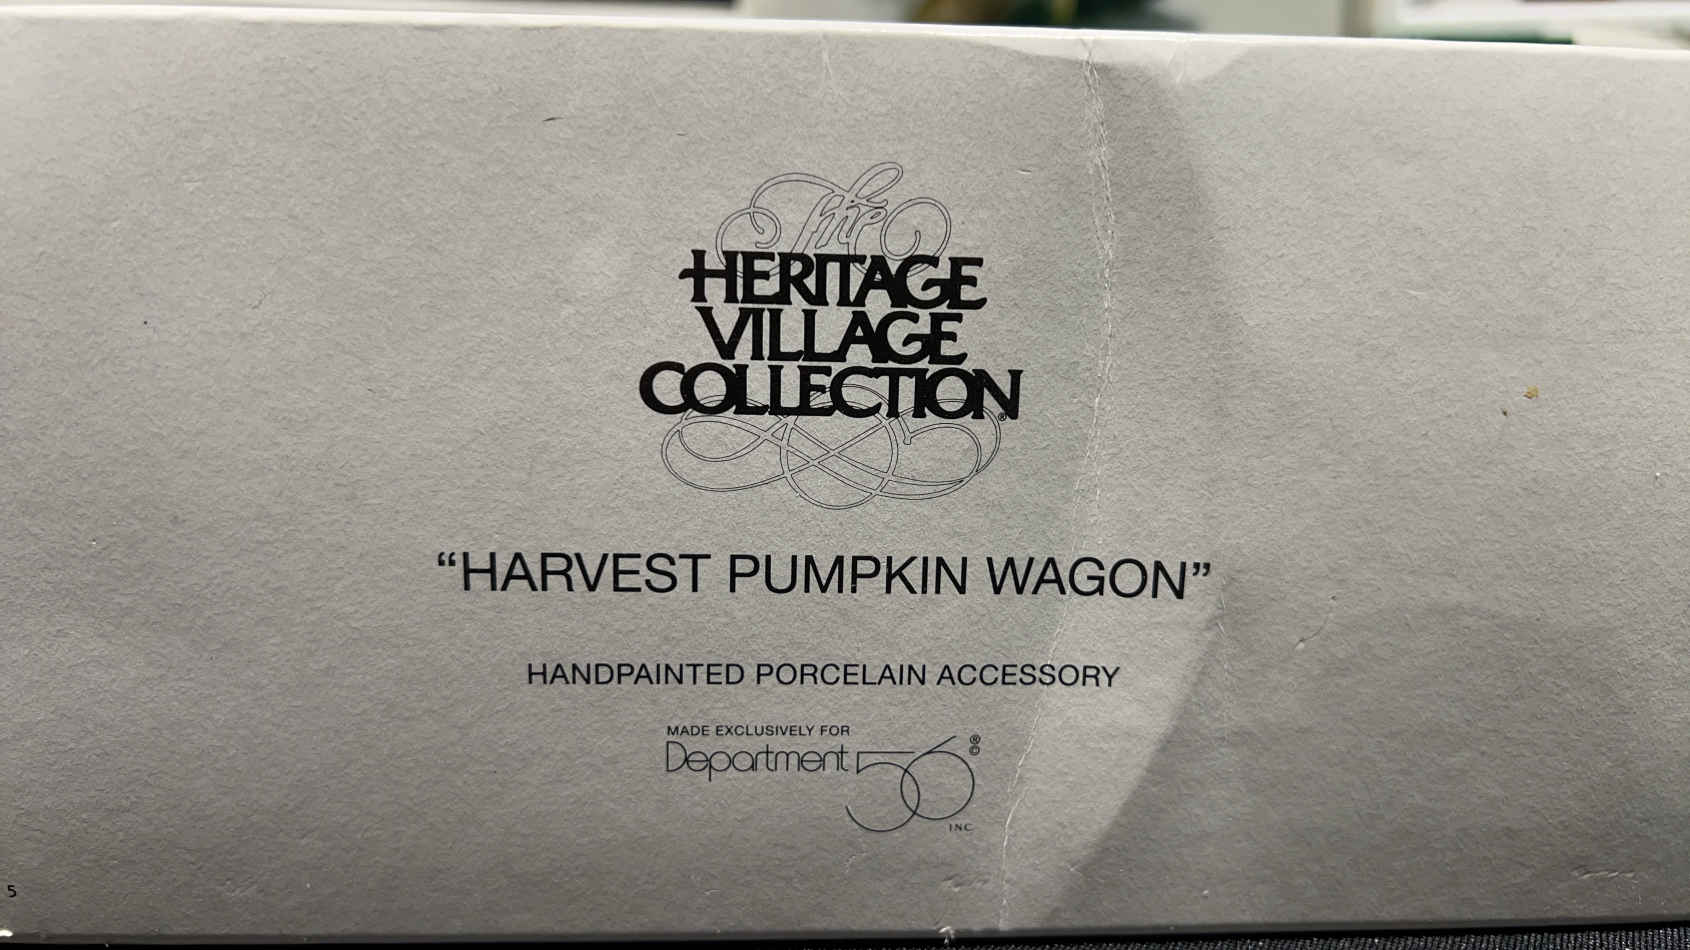 The
HERITAGE
VILLAGE
COLLECTION®
“HARVEST PUMPKIN WAGON”
HANDPAINTED PORCELAIN ACCESSORY
MADE EXCLUSIVELY FOR
Department 56 ® ©
INC
5